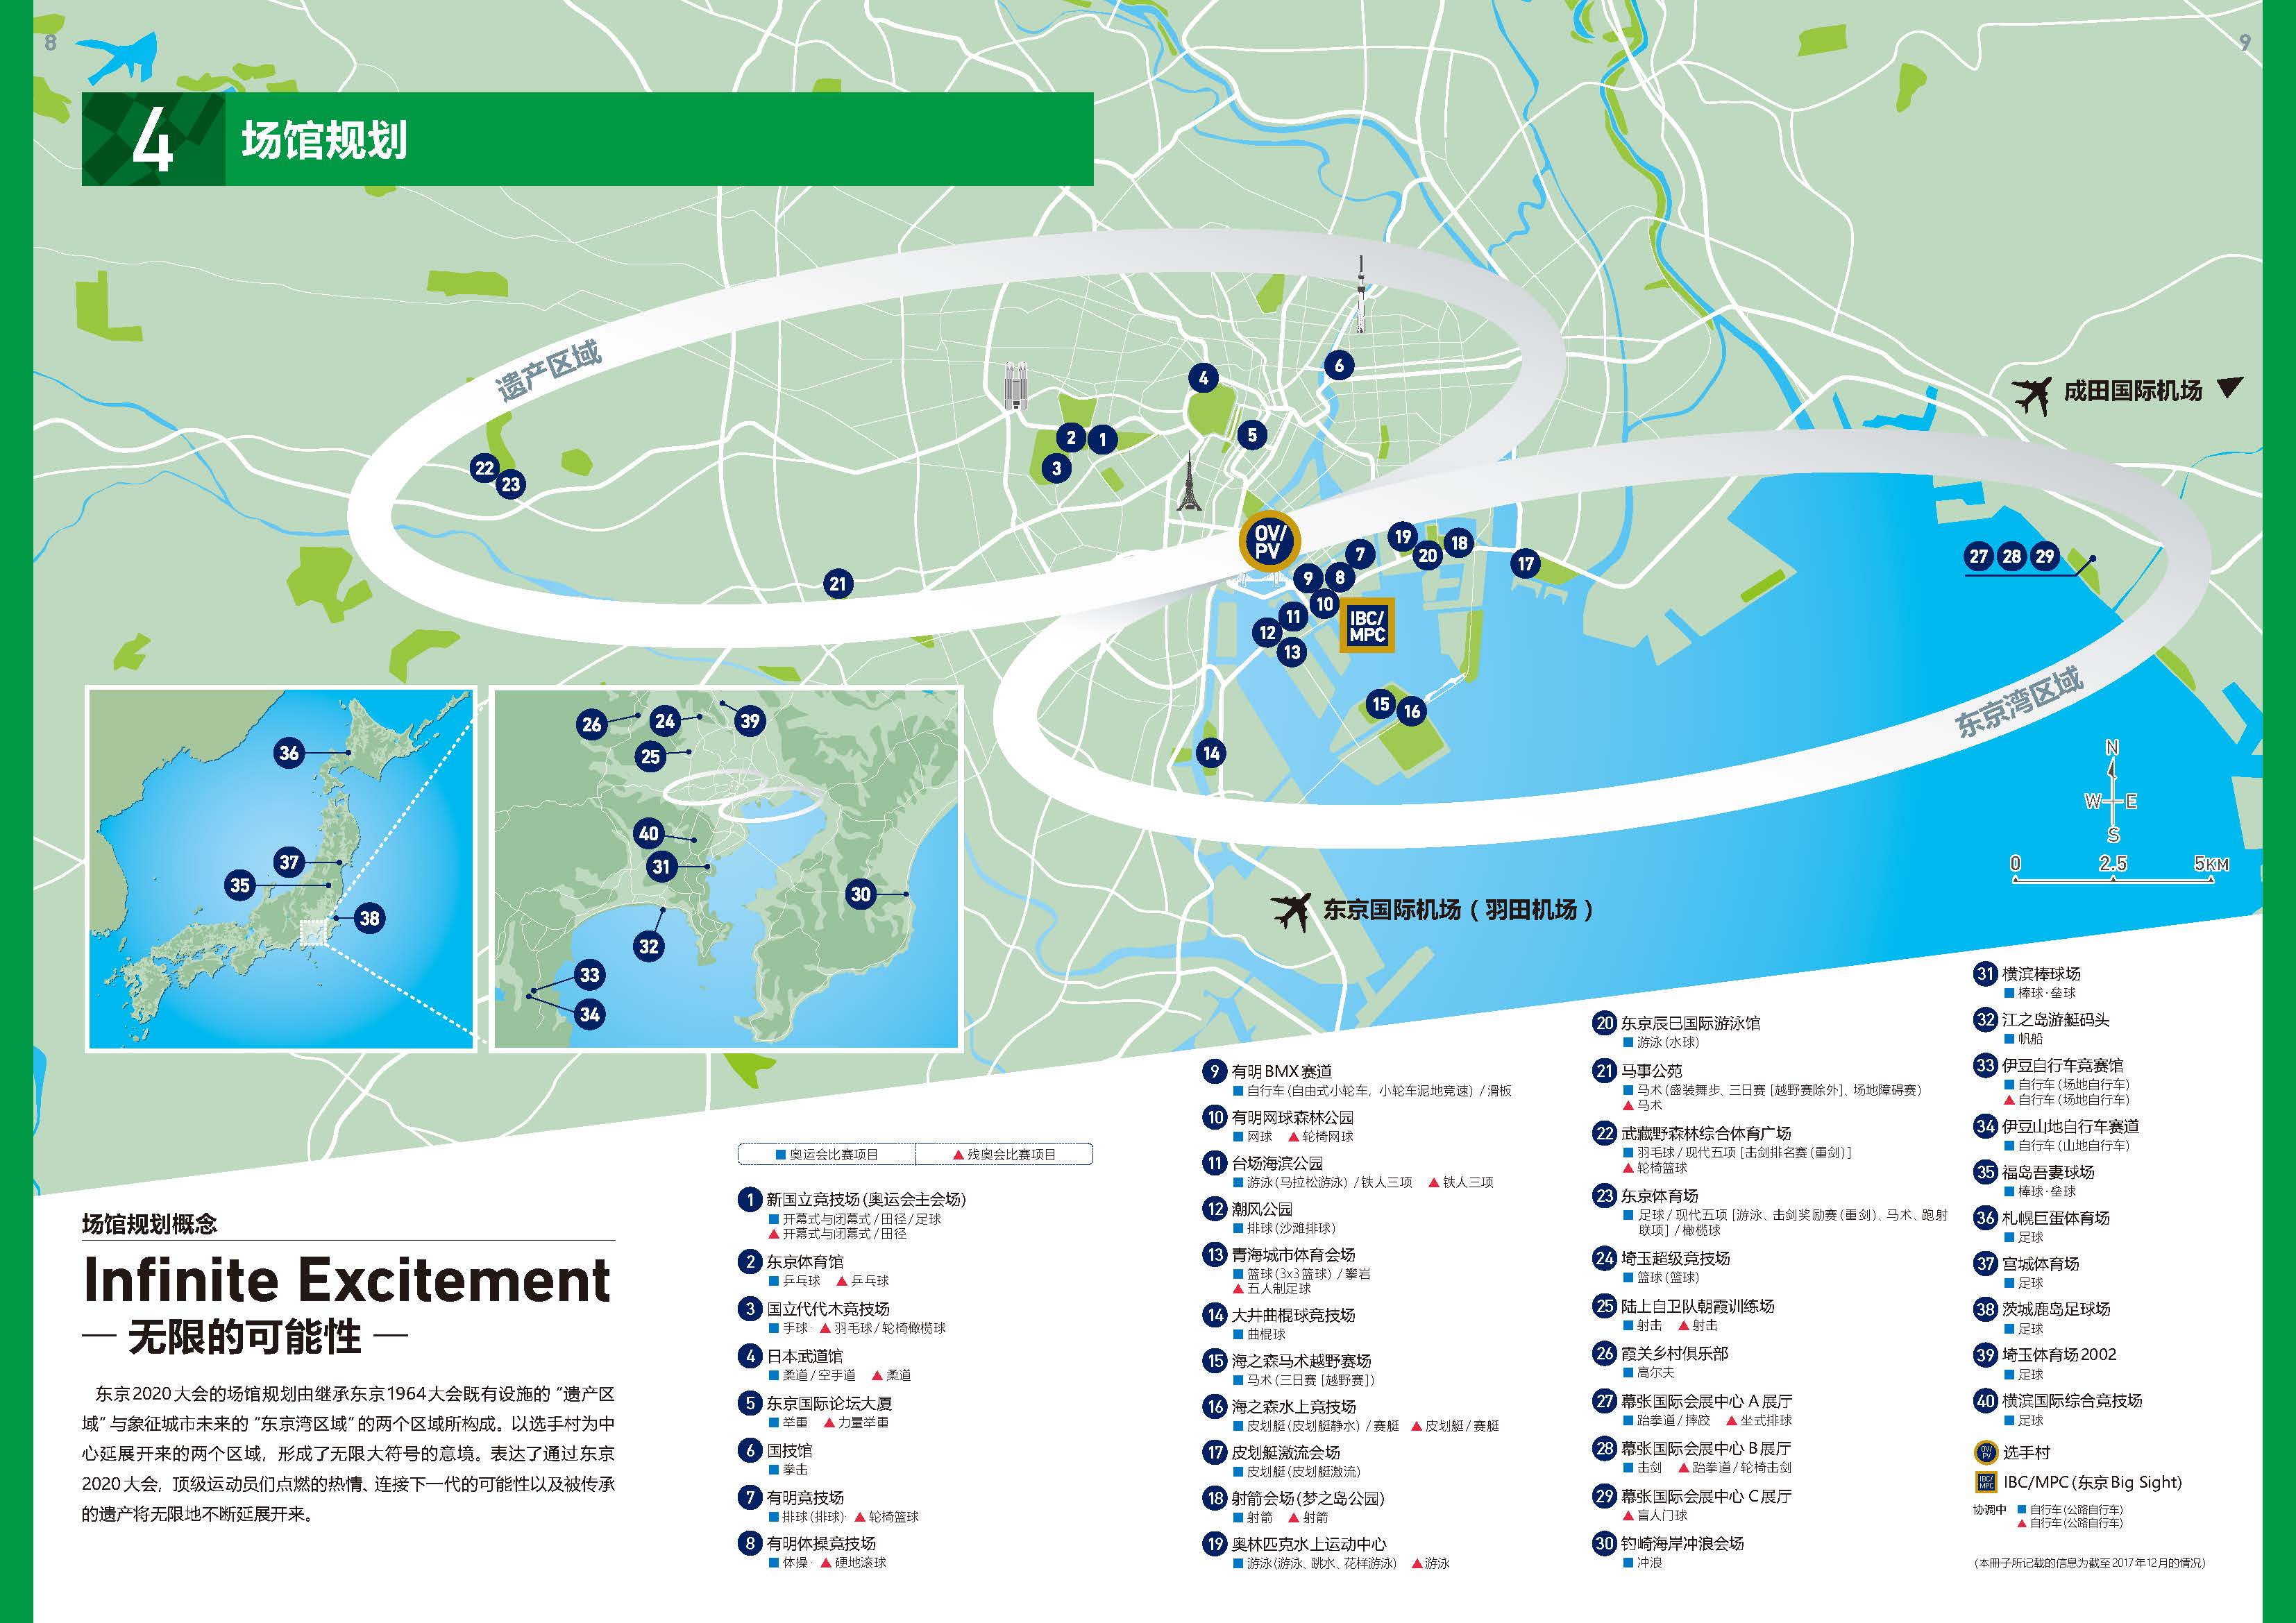 8
9
4
场馆规划
遗产区域
成田国际机场
6
4
2
1
5
3
22
23
OV/
PV
7
19
18
20
17
9
8
10
11
12
13
IBC/
MPC
21
27
28
29
15
16
14
东京湾区域
N
W
E
S
0
2.5
5KM
东京国际机场（羽田机场）
36
37
35
38
26
24
39
25
40
31
30
32
33
34
场馆规划概念
Infinite Excitement
— 无限的可能性 —
东京2020大会的场馆规划由继承东京1964大会既有设施的“遗产区
域”与象征城市未来的“东京湾区域”的两个区域所构成。以选手村为中
心延展开来的两个区域，形成了无限大符号的意境。表达了通过东京
2020大会，顶级运动员们点燃的热情、连接下一代的可能性以及被传承
的遗产将无限地不断延展开来。
■ 奥运会比赛项目 ▲ 残奥会比赛项目
1 新国立竞技场(奥运会主会场)
■ 开幕式与闭幕式/田径/足球
▲ 开幕式与闭幕式/田径
2 东京体育馆
■ 乒乓球 ▲ 乒乓球
3 国立代代木竞技场
■ 手球· ▲ 羽毛球/轮椅橄榄球
4 日本武道馆
■ 柔道/空手道 ▲ 柔道
5 东京国际论坛大厦
■ 举重 ▲ 力量举重
6 国技馆
■ 拳击
7 有明竞技场
■ 排球(排球)· ▲ 轮椅篮球
8 有明体操竞技场
■ 体操· ▲ 硬地滚球
9 有明BMX赛道
■ 自行车(自由式小轮车，小轮车泥地竞速) /滑板
10 有明网球森林公园
■ 网球 ▲ 轮椅网球
11 台场海滨公园
■ 游泳(马拉松游泳) /铁人三项 ▲ 铁人三项
12 潮风公园
■ 排球(沙滩排球)
13 青海城市体育会场
■ 篮球(3x3篮球) /攀岩
▲ 五人制足球
14 大井曲棍球竞技场
■ 曲棍球
15 海之森马术越野赛场
■ 马术(三日赛 [越野赛])
16 海之森水上竞技场
■ 皮划艇(皮划艇静水) /赛艇 ▲ 皮划艇/赛艇
17 皮划艇激流会场
■ 皮划艇(皮划艇激流)
18 射箭会场(梦之岛公园)
■ 射箭 ▲ 射箭
19 奥林匹克水上运动中心
■ 游泳(游泳、跳水、花样游泳) ▲游泳
20 东京辰巳国际游泳馆
■ 游泳(水球)
21 马事公苑
■ 马术(盛装舞步、三日赛 [越野赛除外]、场地障碍赛)
▲ 马术
22 武藏野森林综合体育广场
■ 羽毛球/现代五项 [击剑排名赛(重剑)]
▲ 轮椅篮球
23 东京体育场
■ 足球/现代五项 [游泳、击剑奖励赛(重剑)、马术、跑射
联项] /橄榄球
24 埼玉超级竞技场
■ 篮球(篮球)
25 陆上自卫队朝霞训练场
■ 射击 ▲ 射击
26 霞关乡村俱乐部
■ 高尔夫
27 幕张国际会展中心 A展厅
■ 跆拳道/摔跤 ▲ 坐式排球
28 幕张国际会展中心 B展厅
■ 击剑 ▲ 跆拳道/轮椅击剑
29 幕张国际会展中心 C展厅
▲ 盲人门球
30 钓崎海岸冲浪会场
■ 冲浪
31 横滨棒球场
■ 棒球·垒球
32 江之岛游艇码头
■ 帆船
33 伊豆自行车竞赛馆
■ 自行车(场地自行车)
▲ 自行车(场地自行车)
34 伊豆山地自行车赛道
■ 自行车(山地自行车)
35 福岛吾妻球场
■ 棒球·垒球
36 札幌巨蛋体育场
■ 足球
37 宫城体育场
■ 足球
38 茨城鹿岛足球场
■ 足球
39 埼玉体育场2002
■ 足球
40 横滨国际综合竞技场
■ 足球
OV/PV 选手村
IBC/MPC IBC/MPC(东京Big Sight)
协调中 ■ 自行车(公路自行车)
▲ 自行车(公路自行车)
(本冊子所记载的信息为截至2017年12月的情况)